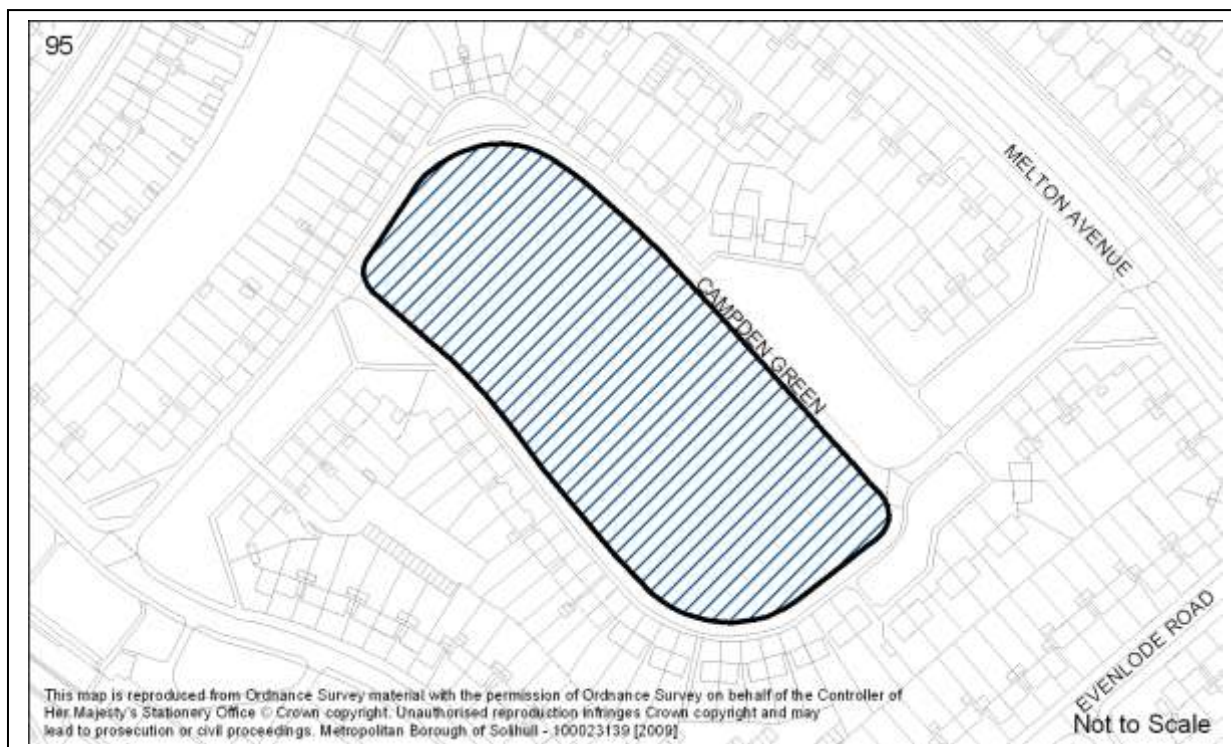 95
MELTON AVENUE
CAMPDEN GREEN
EVENLODE ROAD
This map is reproduced from Ordnance Survey material with the permission of Ordnance Survey on behalf of the Controller of
Her Majesty's Stationery Office © Crown copyright. Unauthorised reproduction infringes Crown copyright and may
lead to prosecution or civil proceedings. Metropolitan Borough of Solihull - 100023139 [2009]
Not to Scale